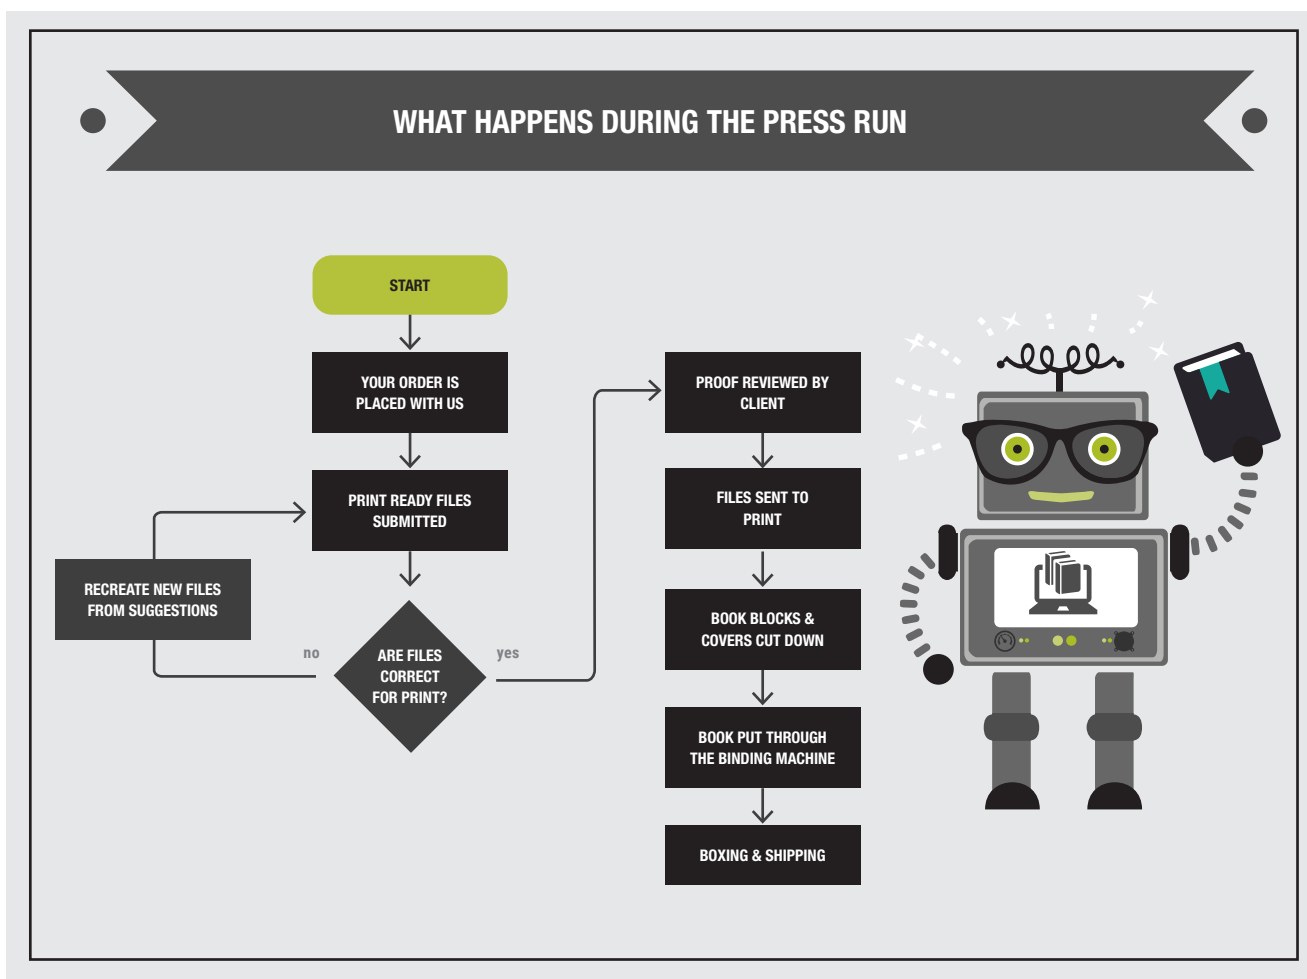 WHAT HAPPENS DURING THE PRESS RUN
START
YOUR ORDER IS
PLACED WITH US
PRINT READY FILES
SUBMITTED
RECREATE NEW FILES
FROM SUGGESTIONS
no
ARE FILES
CORRECT
FOR PRINT?
yes
PROOF REVIEWED BY
CLIENT
FILES SENT TO
PRINT
BOOK BLOCKS &
COVERS CUT DOWN
BOOK PUT THROUGH
THE BINDING MACHINE
BOXING & SHIPPING